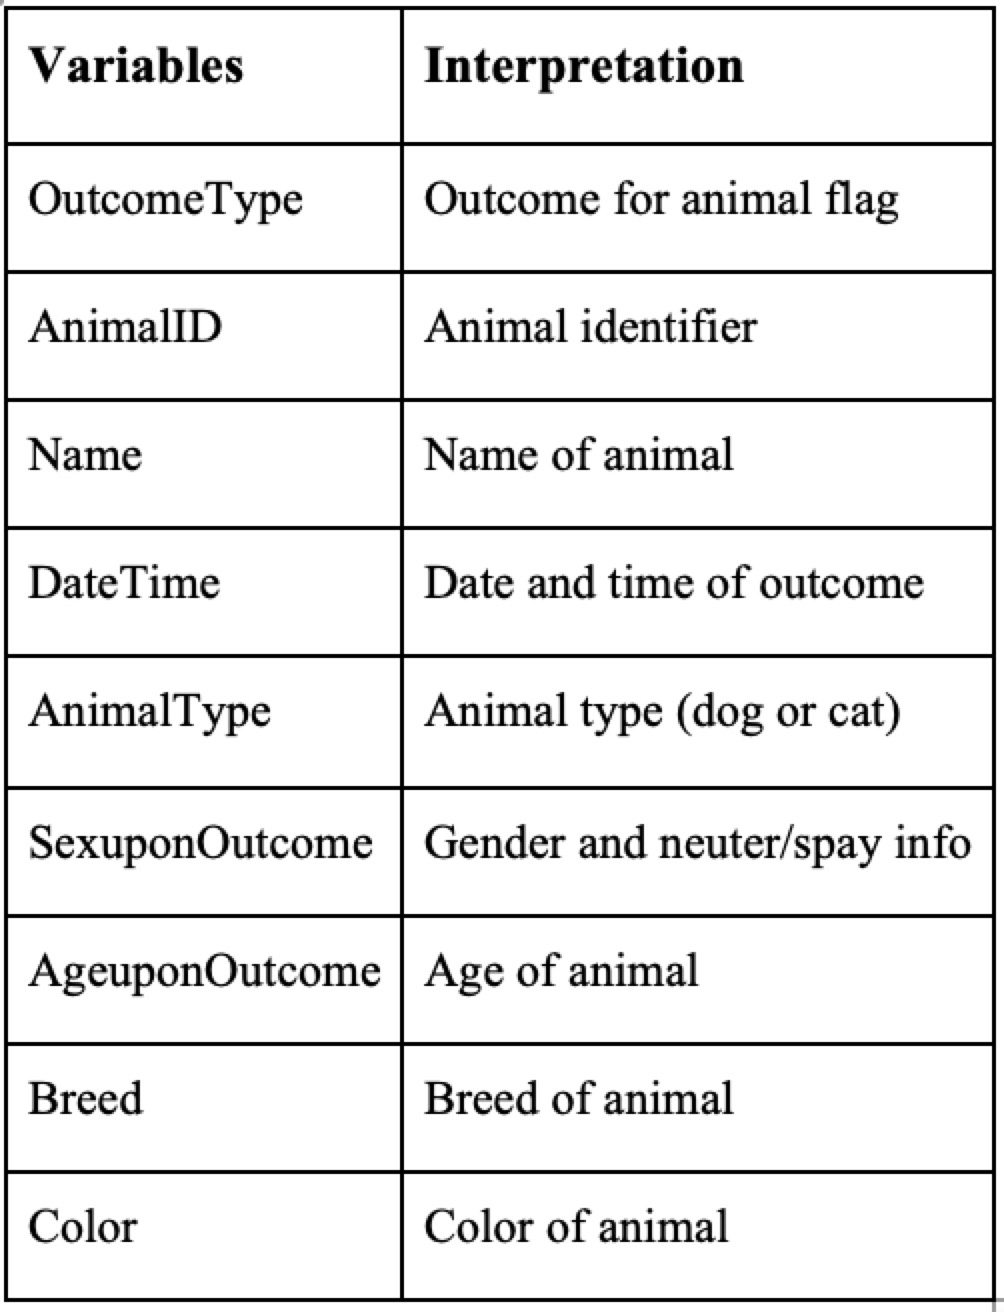 Variables Interpretation
OutcomeType Outcome for animal flag
AnimalID Animal identifier
Name Name of animal
DateTime Date and time of outcome
AnimalType Animal type (dog or cat)
SexuponOutcome Gender and neuter/spay info
AgeuponOutcome Age of animal
Breed Breed of animal
Color Color of animal